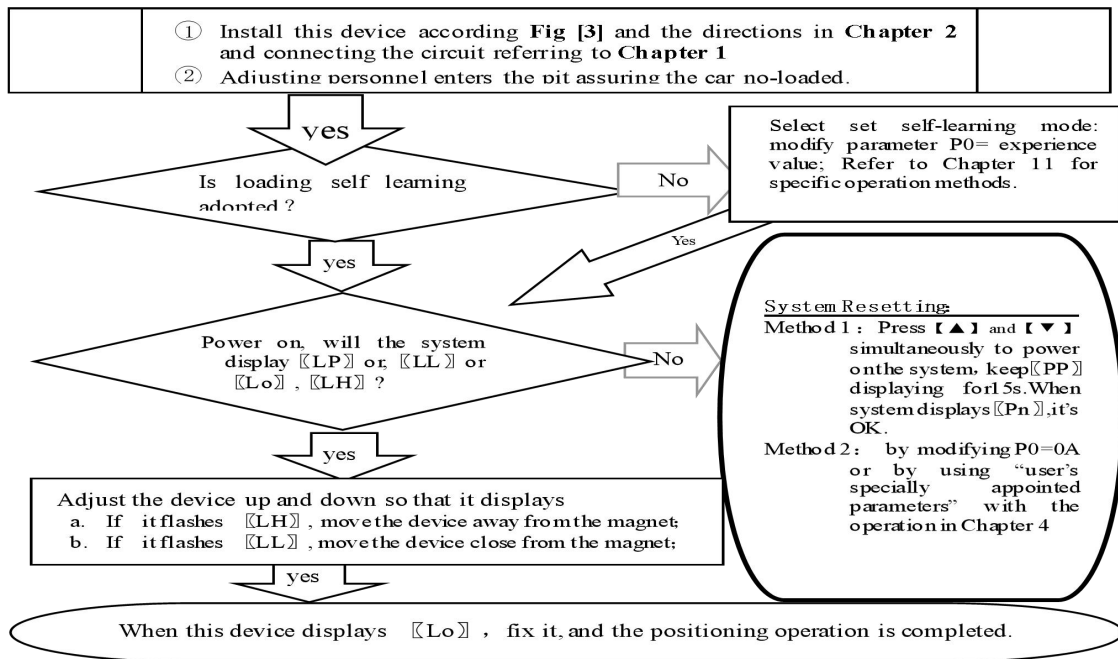 ① Install this device according Fig [3] and the directions in Chapter 2
and connecting the circuit referring to Chapter 1
② Adjusting personnel enters the pit assuring the car no-loaded.
yes
Is loading self learning
adopted ?
No
Select set self-learning mode:
modify parameter P0= experience
value; Refer to Chapter 11 for
specific operation methods.
Yes
yes
Power on, will the system
display 〖LP〗 or, 〖LL〗 or
〖Lo〗, 〖LH〗 ?
No
System Resetting:
Method 1： Press 【▲】 and 【▼】
simultaneously to power
on the system, keep〖PP〗
displaying for15s.When
system displays〖Pn〗,it's
OK.
Method 2： by modifying P0=0A
or by using “user's
specially appointed
parameters” with the
operation in Chapter 4
yes
Adjust the device up and down so that it displays
a. If it flashes 〖LH〗, move the device away from the magnet;
b. If it flashes 〖LL〗, move the device close from the magnet;
yes
When this device displays 〖Lo〗, fix it, and the positioning operation is completed.